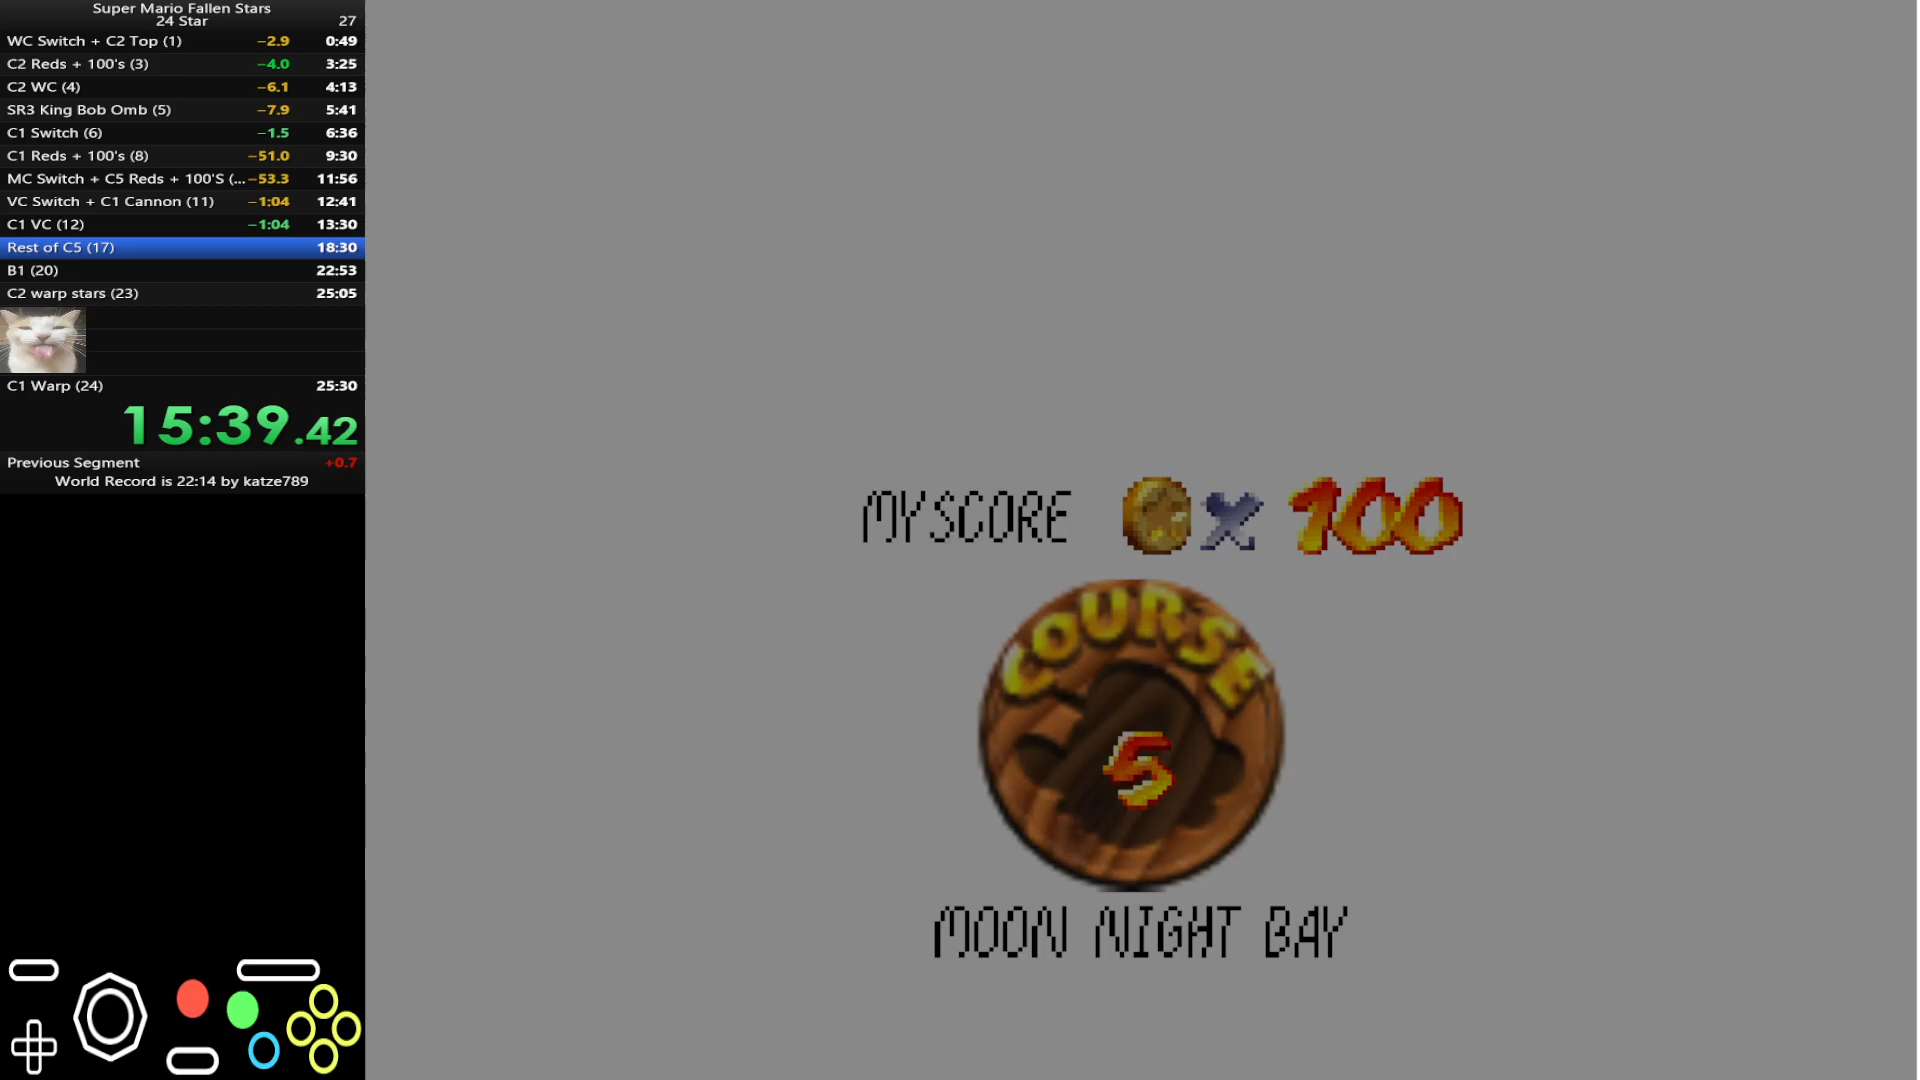 Super Mario Fallen Stars
24 Star 27
WC Switch + C2 Top (1) −2.9 0:49
C2 Reds + 100's (3) −4.0 3:25
C2 WC (4) −6.1 4:13
SR3 King Bob Omb (5) −7.9 5:41
C1 Switch (6) −1.5 6:36
C1 Reds + 100's (8) −51.0 9:30
MC Switch + C5 Reds + 100'S (... −53.3 11:56
VC Switch + C1 Cannon (11) −1:04 12:41
C1 VC (12) −1:04 13:30
Rest of C5 (17) 18:30
B1 (20) 22:53
C2 warp stars (23) 25:05
C1 Warp (24) 25:30
15:39.42
Previous Segment +0.7
World Record is 22:14 by katze789
MYSCORE × 100
COURSE
5
MOON NIGHT BAY